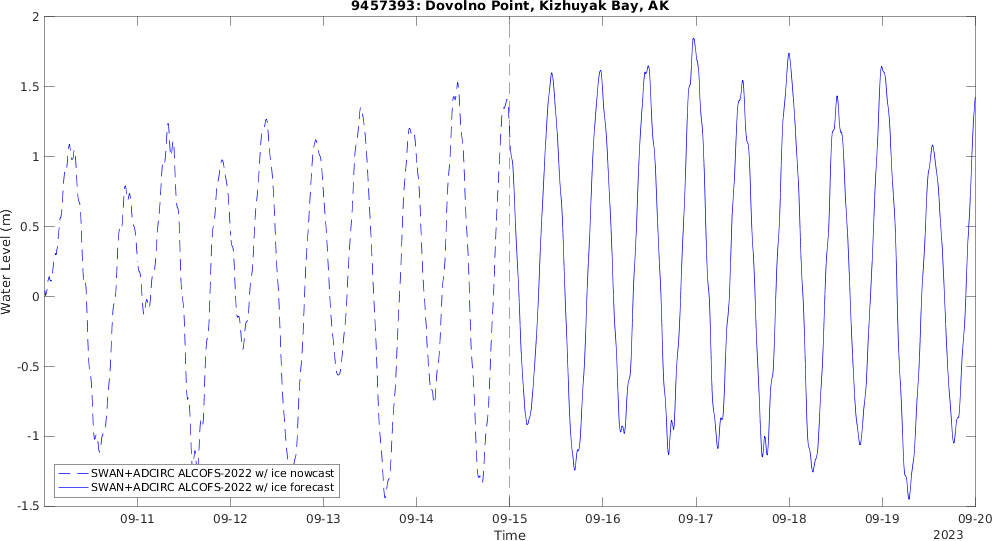 9457393: Dovolno Point, Kizhuyak Bay, AK
2
1.5
1
0.5
0
-0.5
-1
-1.5
Water Level (m)
SWAN+ADCIRC ALCOFS-2022 w/ ice nowcast
SWAN+ADCIRC ALCOFS-2022 w/ ice forecast
09-11 09-12 09-13 09-14 09-15 09-16 09-17 09-18 09-19 09-20
Time
2023